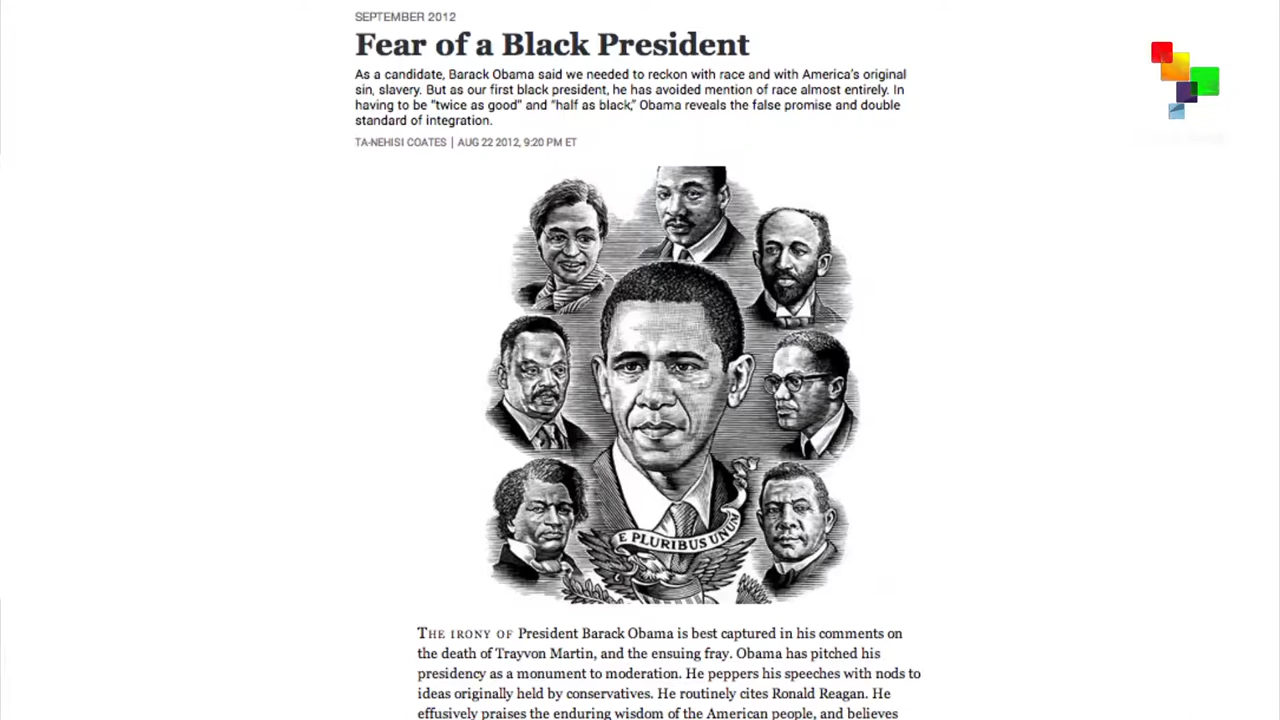 SEPTEMBER 2012
Fear of a Black President
As a candidate, Barack Obama said we needed to reckon with race and with America's original
sin, slavery. But as our first black president, he has avoided mention of race almost entirely. In
having to be "twice as good" and "half as black," Obama reveals the false promise and double
standard of integration.
TA-NEHISI COATES | AUG 22 2012, 9:20 PM ET
E PLURIBUS UNUM
THE IRONY OF President Barack Obama is best captured in his comments on
the death of Trayvon Martin, and the ensuing fray. Obama has pitched his
presidency as a monument to moderation. He peppers his speeches with nods to
ideas originally held by conservatives. He routinely cites Ronald Reagan. He
effusively praises the enduring wisdom of the American people, and believes